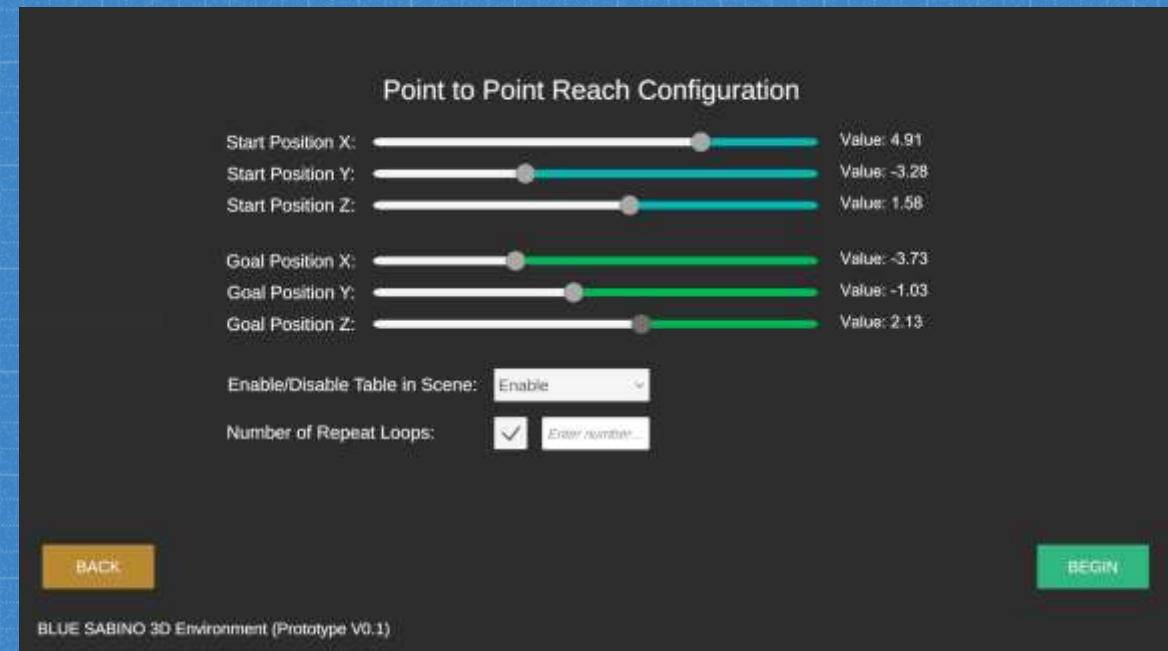 Point to Point Reach Configuration
Start Position X: Value: 4.91
Start Position Y: Value: -3.28
Start Position Z: Value: 1.58
Goal Position X: Value: -3.73
Goal Position Y: Value: -1.03
Goal Position Z: Value: 2.13
Enable/Disable Table in Scene: Enable
Number of Repeat Loops: Enter number...
BACK BEGIN
BLUE SABINO 3D Environment (Prototype V0.1)